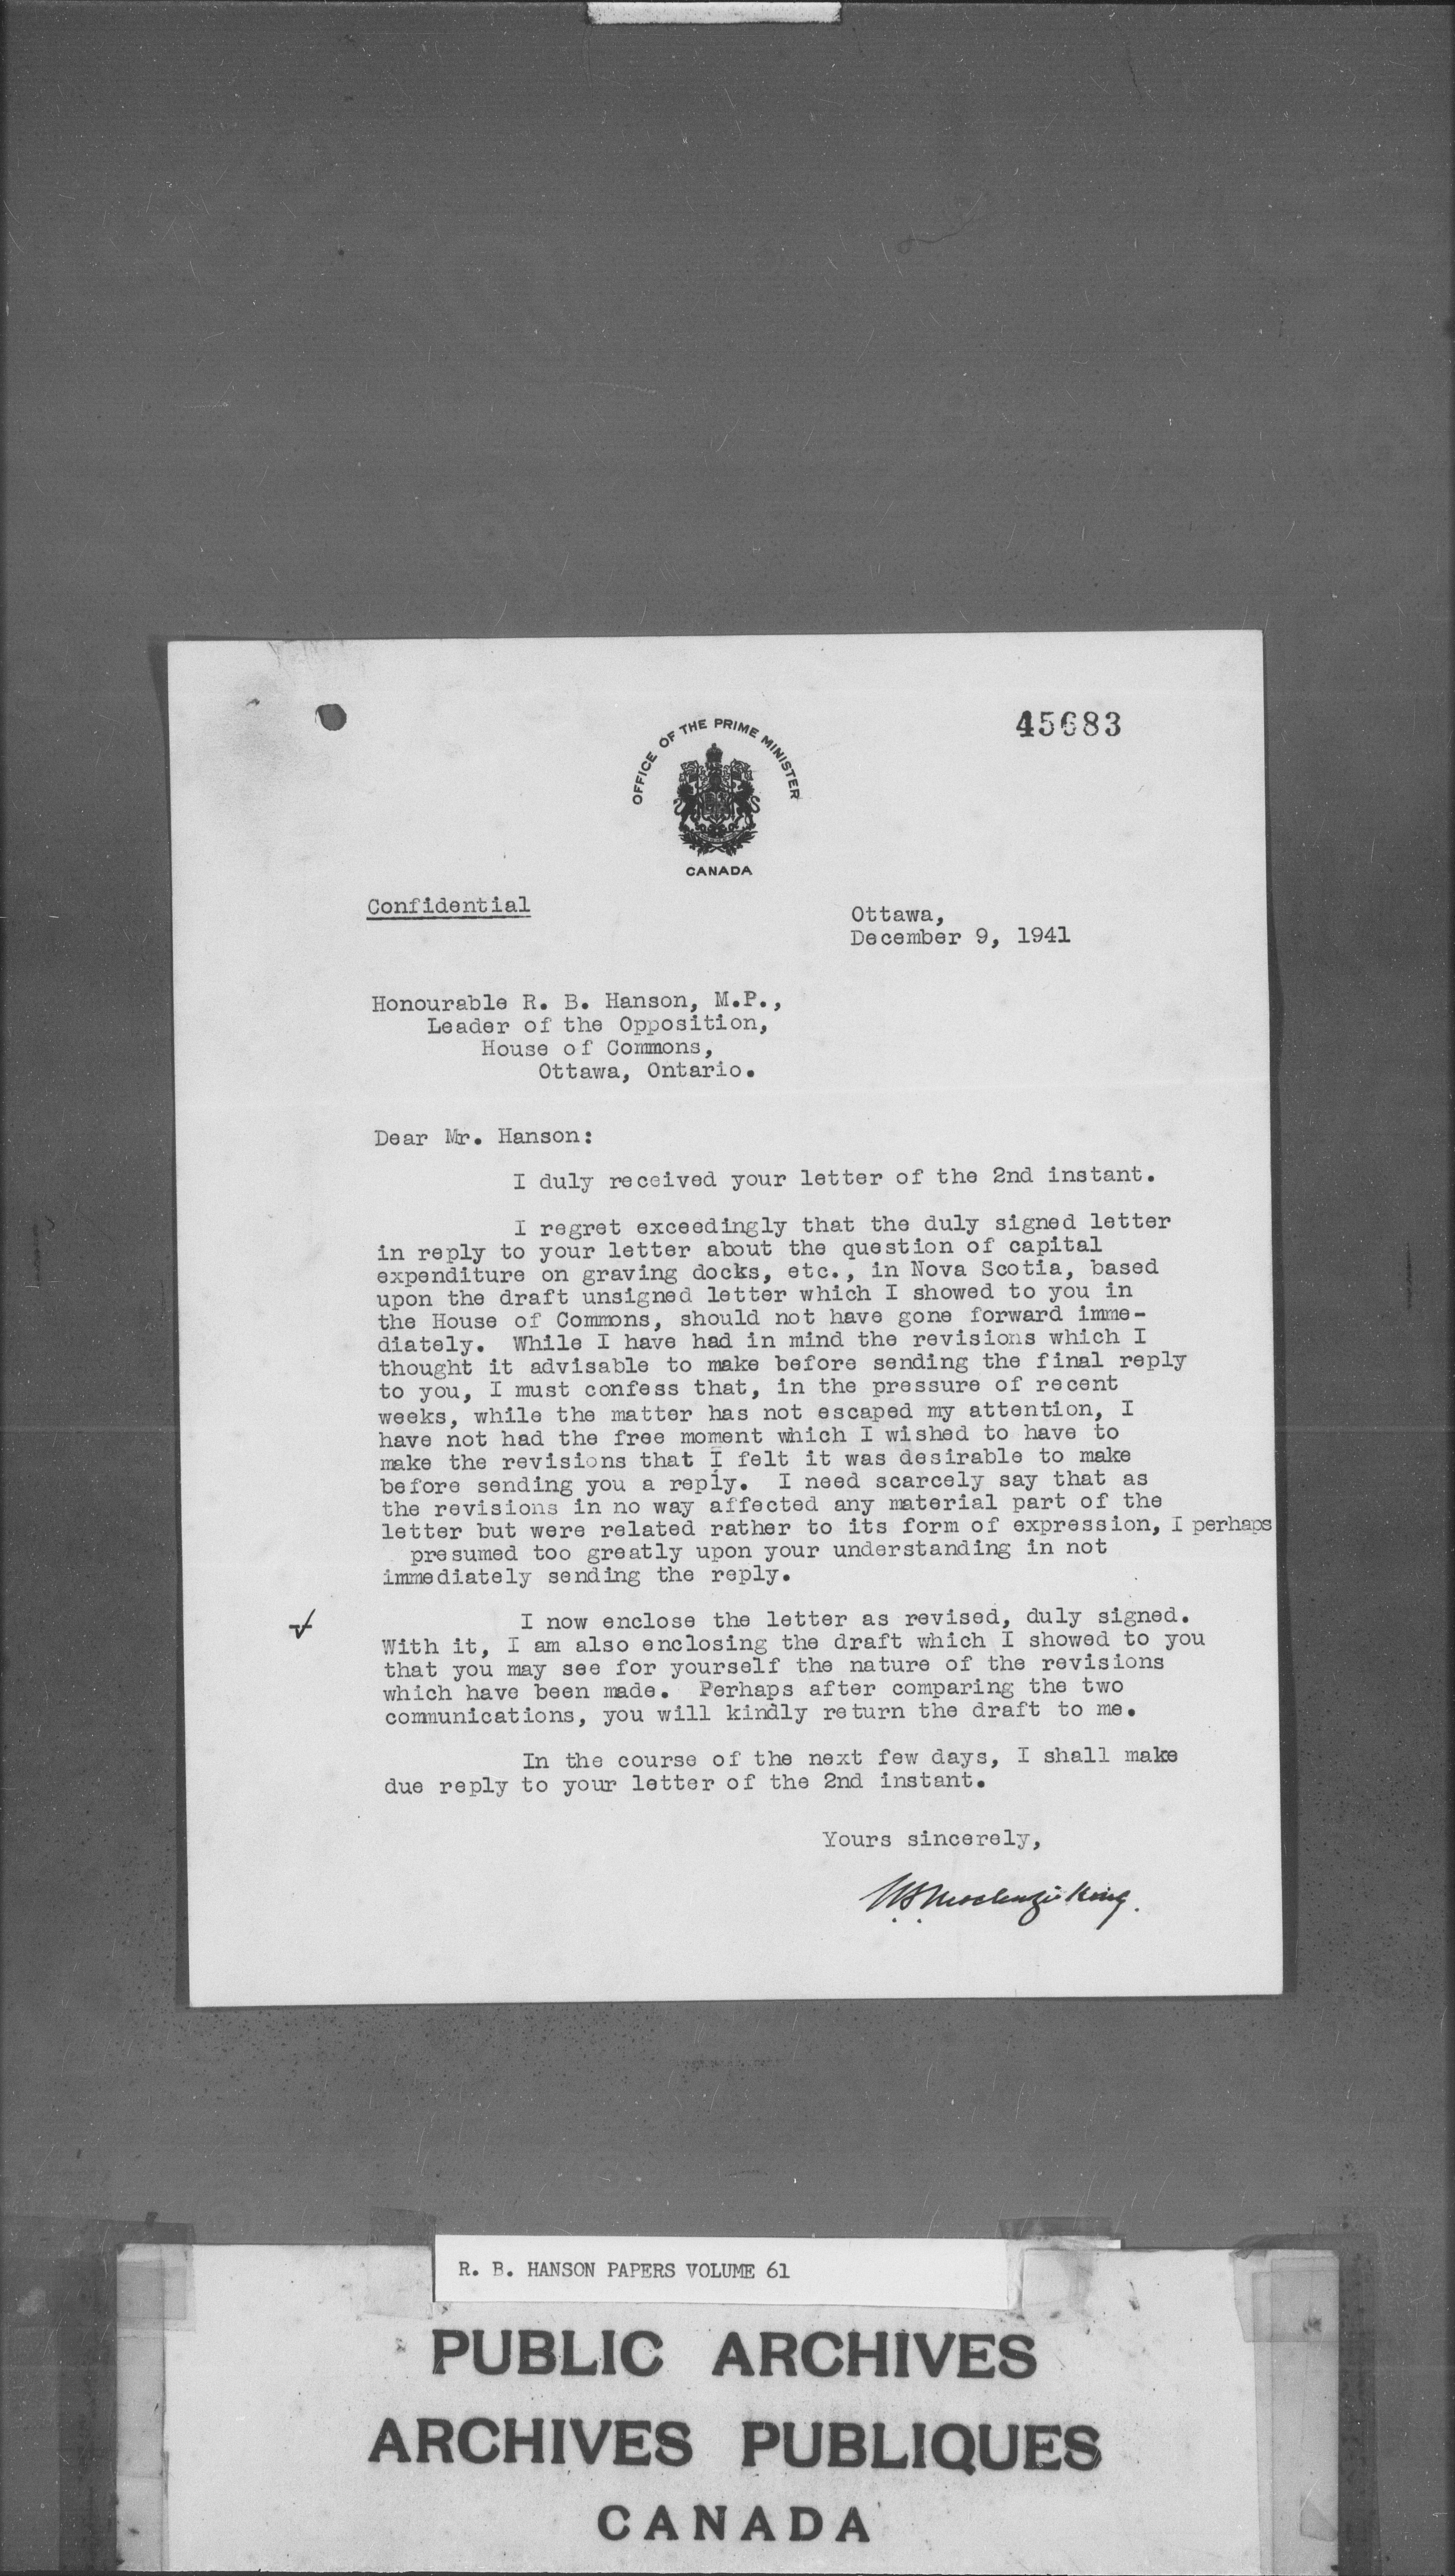 45683
OFFICE OF THE PRIME MINISTER
CANADA
Confidential
Ottawa,
December 9, 1941
Honourable R. B. Hanson, M.P.,
Leader of the Opposition,
House of Commons,
Ottawa, Ontario.
Dear Mr. Hanson:
I duly received your letter of the 2nd instant.
I regret exceedingly that the duly signed letter
in reply to your letter about the question of capital
expenditure on graving docks, etc., in Nova Scotia, based
upon the draft unsigned letter which I showed to you in
the House of Commons, should not have gone forward imme-
diately. While I have had in mind the revisions which I
thought it advisable to make before sending the final reply
to you, I must confess that, in the pressure of recent
weeks, while the matter has not escaped my attention, I
have not had the free moment which I wished to have to
make the revisions that I felt it was desirable to make
before sending you a reply. I need scarcely say that as
the revisions in no way affected any material part of the
letter but were related rather to its form of expression, I perhaps
presumed too greatly upon your understanding in not
immediately sending the reply.
I now enclose the letter as revised, duly signed.
With it, I am also enclosing the draft which I showed to you
that you may see for yourself the nature of the revisions
which have been made. Perhaps after comparing the two
communications, you will kindly return the draft to me.
In the course of the next few days, I shall make
due reply to your letter of the 2nd instant.
Yours sincerely,
W.L. Mackenzie King.
R. B. HANSON PAPERS VOLUME 61
PUBLIC ARCHIVES
ARCHIVES PUBLIQUES
CANADA